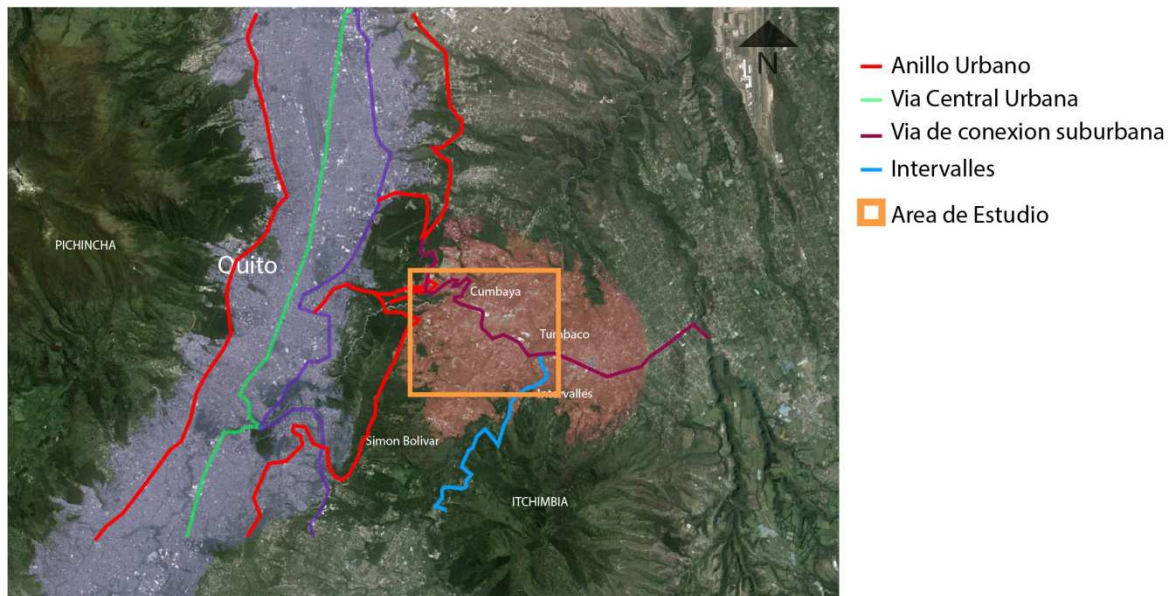 N
PICHINCHA
Quito
Cumbaya
Tumbaco
Intervalles
Simon Bolivar
ITCHIMBIA
Anillo Urbano
Via Central Urbana
Via de conexion suburbana
Intervalles
Area de Estudio